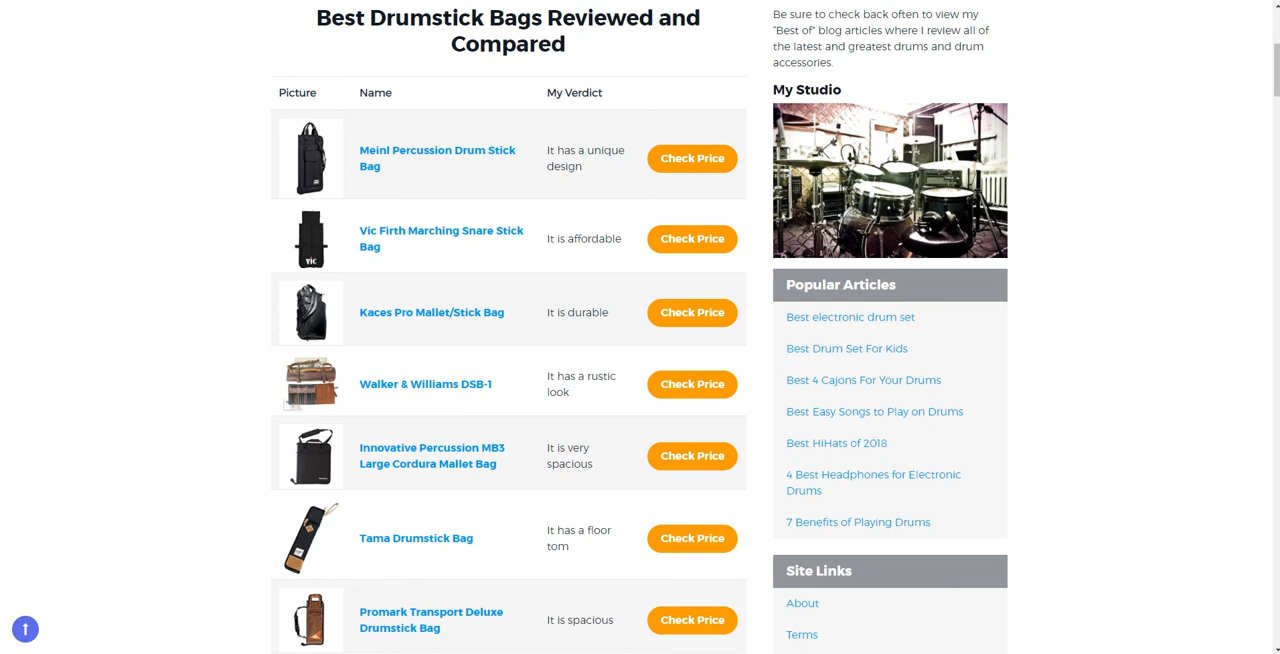 Best Drumstick Bags Reviewed and
Compared
Picture
Name
My Verdict
Meinl Percussion Drum Stick
Bag
It has a unique
design
Check Price
Vic Firth Marching Snare Stick
Bag
It is affordable
Check Price
VIC
Kaces Pro Mallet/Stick Bag
It is durable
Check Price
Walker & Williams DSB-1
It has a rustic
look
Check Price
Innovative Percussion MB3
Large Cordura Mallet Bag
It is very
spacious
Check Price
Tama Drumstick Bag
It has a floor
tom
Check Price
Promark Transport Deluxe
Drumstick Bag
It is spacious
Check Price
Be sure to check back often to view my
"Best of" blog articles where I review all of
the latest and greatest drums and drum
accessories.
My Studio
Popular Articles
Best electronic drum set
Best Drum Set For Kids
Best 4 Cajons For Your Drums
Best Easy Songs to Play on Drums
Best HiHats of 2018
4 Best Headphones for Electronic
Drums
7 Benefits of Playing Drums
Site Links
About
Terms